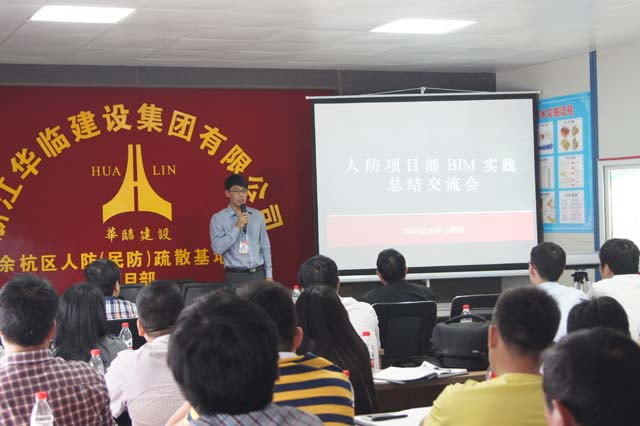 浙江华临建设集团有限公司
HUA LIN
華臨建設
余杭区人防(民防)疏散基地
目部
人防项目部 BIM 实践
总结交流会